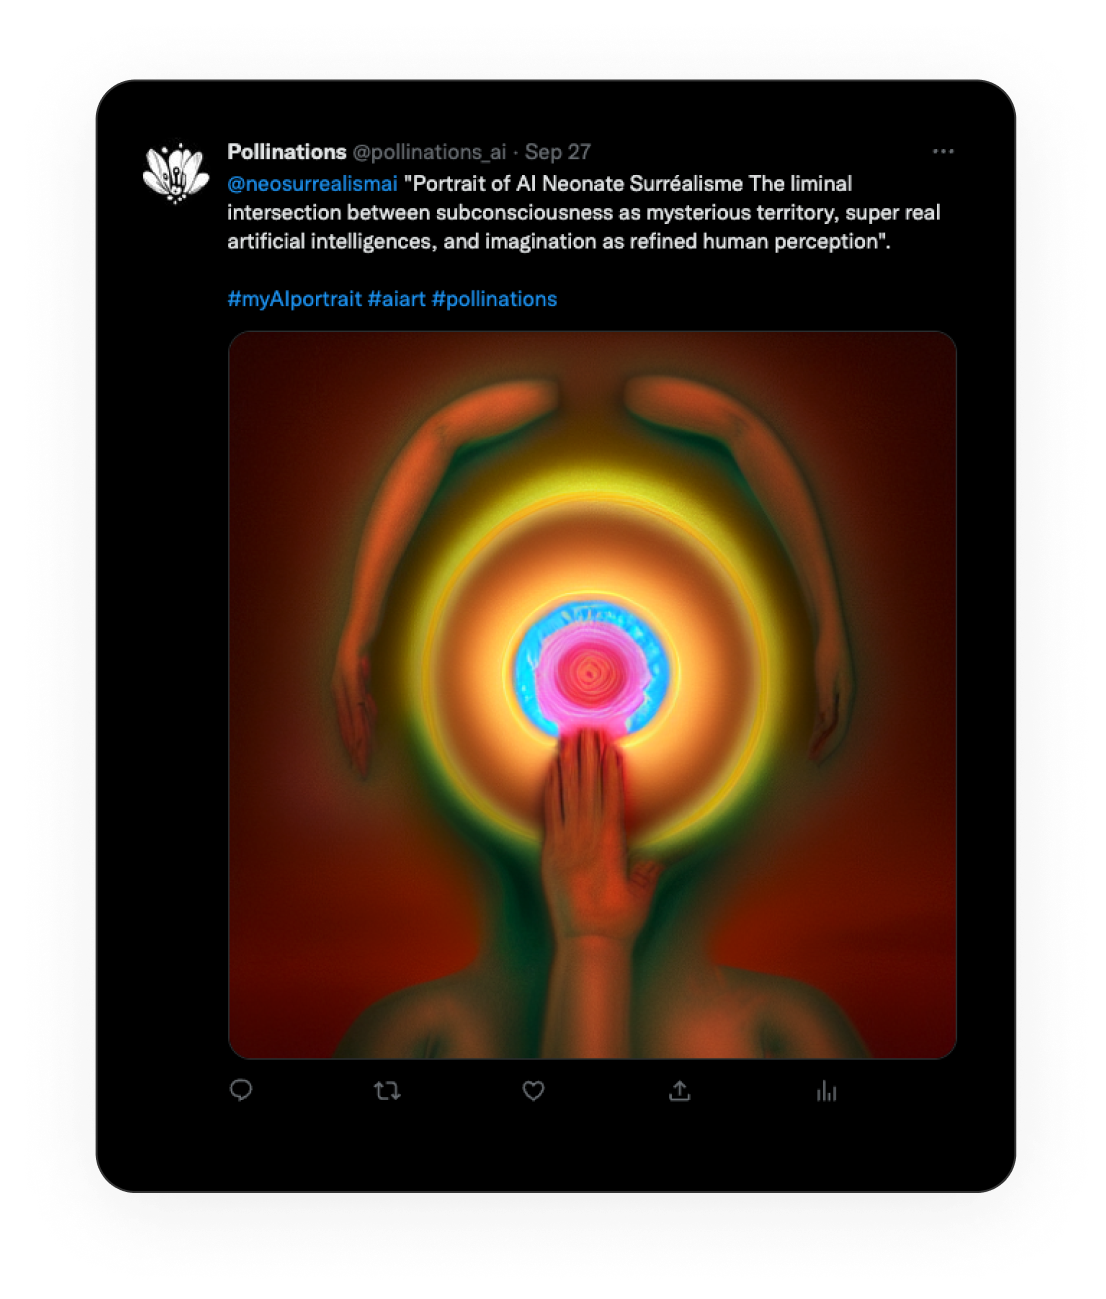 Pollinations @pollinations_ai · Sep 27
@neosurrealismai "Portrait of AI Neonate Surréalisme The liminal
intersection between subconsciousness as mysterious territory, super real
artificial intelligences, and imagination as refined human perception".
#myAIportrait #aiart #pollinations